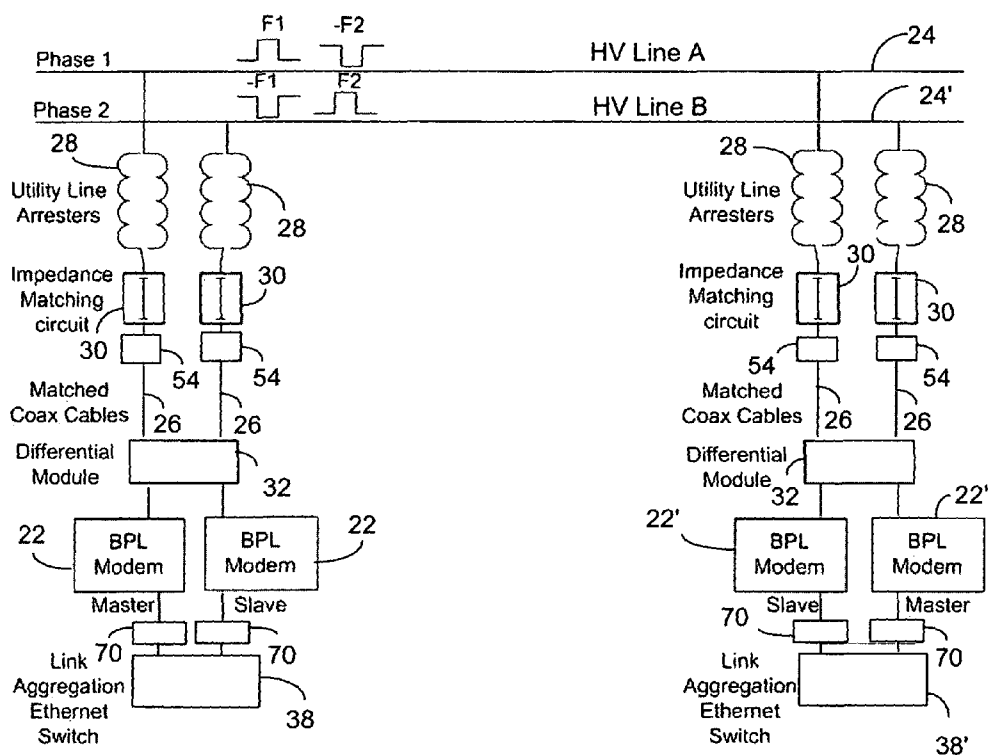 F1 -F2
Phase 1 HV Line A 24
-F1 F2
Phase 2 HV Line B 24'
28 28
Utility Line
Arresters
28
Utility Line
Arresters
28
Impedance
Matching
circuit
30
30
Impedance
Matching
circuit
30
30
54 54
54 54
Matched
Coax Cables
26 26
Matched
Coax Cables
26 26
Differential
Module
32
Differential
Module
32
22
BPL
Modem
BPL
Modem
22
22'
BPL
Modem
BPL
Modem
22'
Master Slave
Slave Master
70 70
70 70
Link
Aggregation
Ethernet
Switch
38
Link
Aggregation
Ethernet
Switch
38'